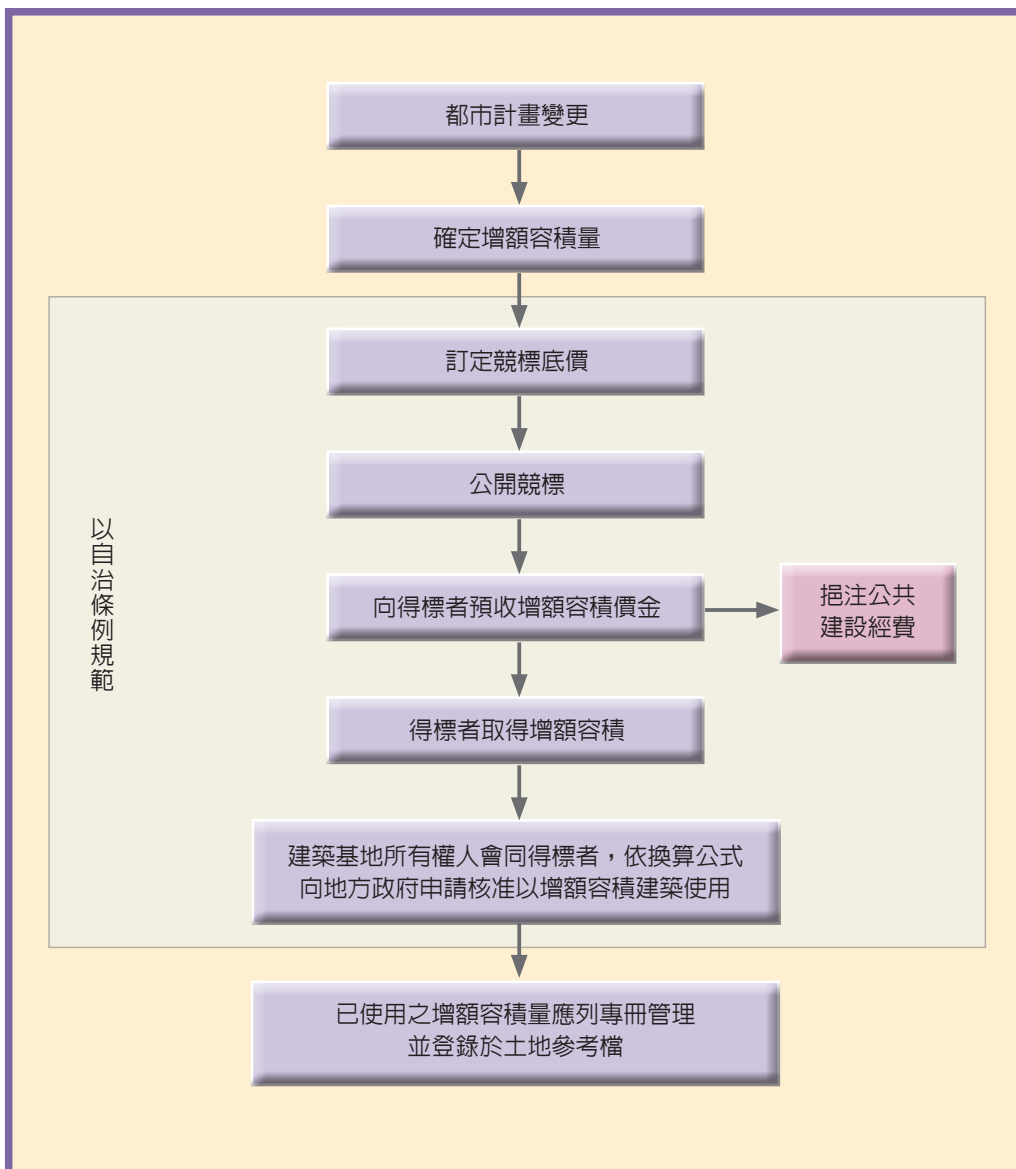 都市計畫變更
確定增額容積量
以自治條例規範
訂定競標底價
公開競標
向得標者預收增額容積價金
挹注公共
建設經費
得標者取得增額容積
建築基地所有權人會同得標者，依換算公式
向地方政府申請核准以增額容積建築使用
已使用之增額容積量應列專冊管理
並登錄於土地參考檔